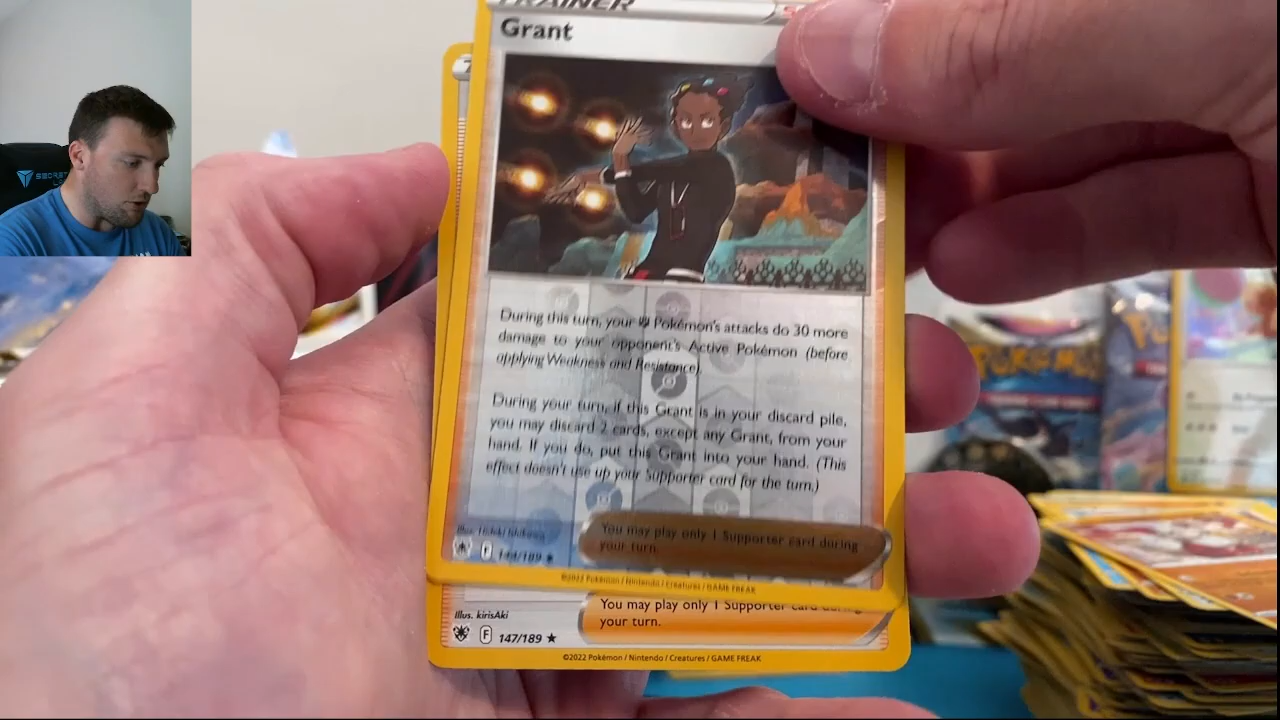 TRAINER
Grant
During this turn, your Pokémon's attacks do 30 more
damage to your opponent's Active Pokémon (before
applying Weakness and Resistance).
During your turn, if this Grant is in your discard pile,
you may discard 2 cards, except any Grant, from your
hand. If you do, put this Grant into your hand. (This
effect doesn't use up your Supporter card for the turn.)
You may play only 1 Supporter card during
your turn.
F 144/189
©2022 Pokémon / Nintendo / Creatures / GAME FREAK
You may play only 1 Supporter card during
your turn.
Illus. kirisAki
F 147/189 ★
©2022 Pokémon / Nintendo / Creatures / GAME FREAK
POKÉMON